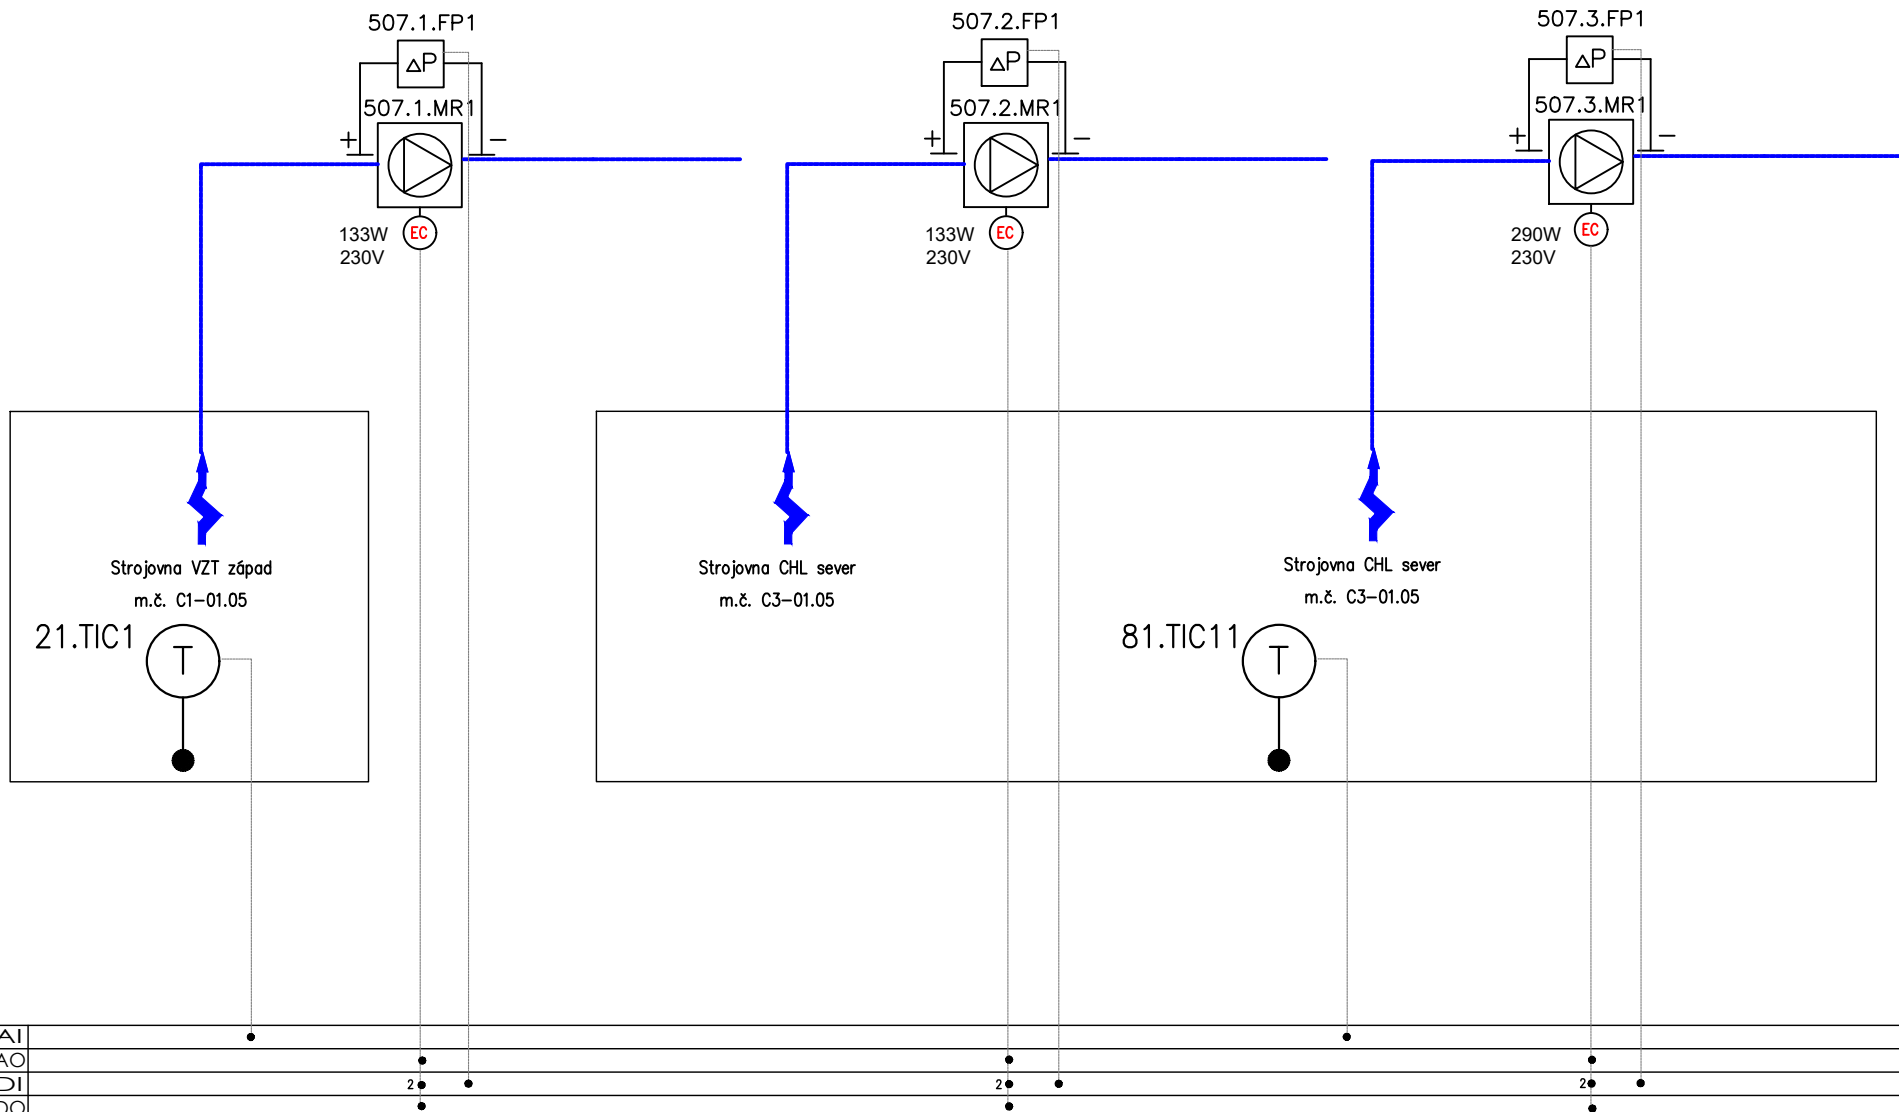 507.1.FP1
507.2.FP1
507.3.FP1
ΔP
ΔP
ΔP
507.1.MR1
507.2.MR1
507.3.MR1
+ −
+ −
+ −
133W
230V
EC
133W
230V
EC
290W
230V
EC
Strojovna VZT západ
m.č. C1-01.05
Strojovna CHL sever
m.č. C3-01.05
Strojovna CHL sever
m.č. C3-01.05
21.TIC1
T
81.TIC11
T
AI
AO
DI
2
2
2
DO